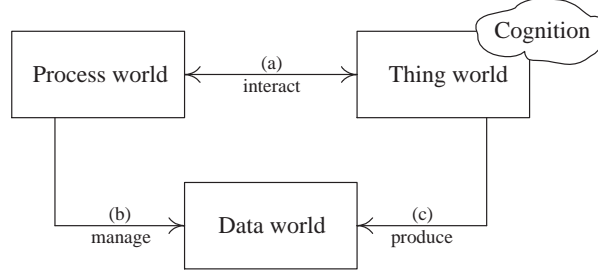 Cognition
Process world
(a)
interact
Thing world
(b)
manage
Data world
(c)
produce